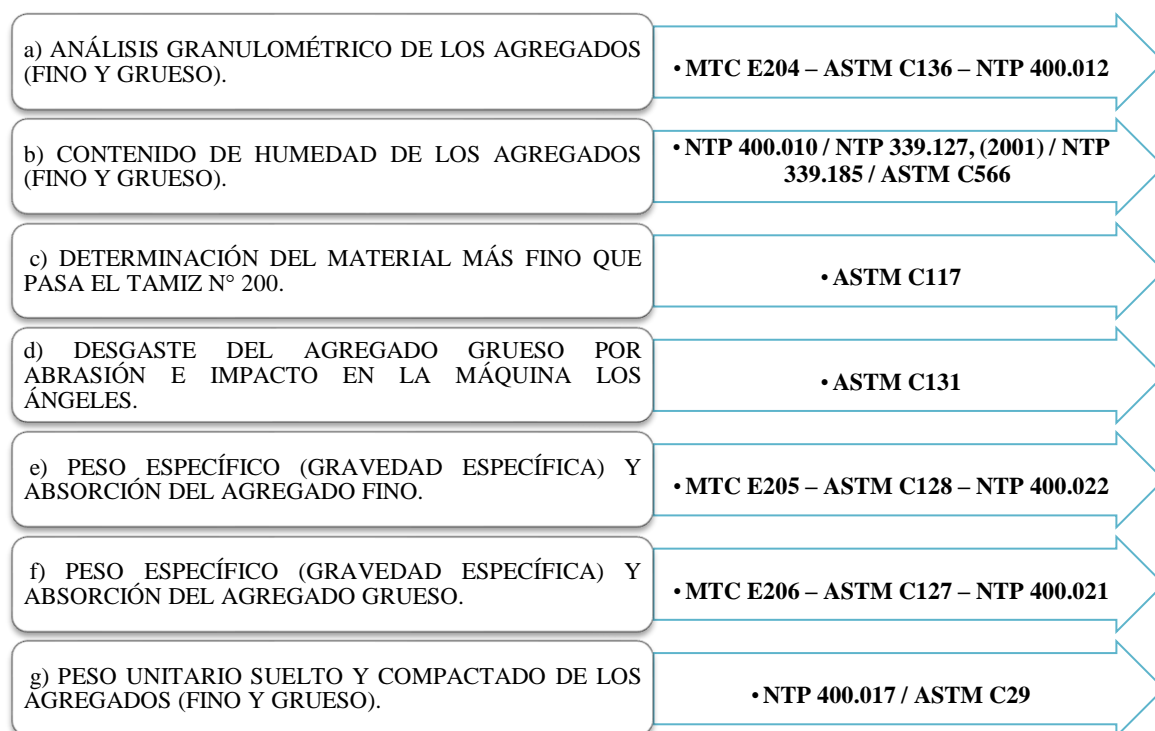 a) ANÁLISIS GRANULOMÉTRICO DE LOS AGREGADOS
(FINO Y GRUESO).
• MTC E204 – ASTM C136 – NTP 400.012
b) CONTENIDO DE HUMEDAD DE LOS AGREGADOS
(FINO Y GRUESO).
• NTP 400.010 / NTP 339.127, (2001) / NTP
339.185 / ASTM C566
c) DETERMINACIÓN DEL MATERIAL MÁS FINO QUE
PASA EL TAMIZ N° 200.
• ASTM C117
d) DESGASTE DEL AGREGADO GRUESO POR
ABRASIÓN E IMPACTO EN LA MÁQUINA LOS
ÁNGELES.
• ASTM C131
e) PESO ESPECÍFICO (GRAVEDAD ESPECÍFICA) Y
ABSORCIÓN DEL AGREGADO FINO.
• MTC E205 – ASTM C128 – NTP 400.022
f) PESO ESPECÍFICO (GRAVEDAD ESPECÍFICA) Y
ABSORCIÓN DEL AGREGADO GRUESO.
• MTC E206 – ASTM C127 – NTP 400.021
g) PESO UNITARIO SUELTO Y COMPACTADO DE LOS
AGREGADOS (FINO Y GRUESO).
• NTP 400.017 / ASTM C29